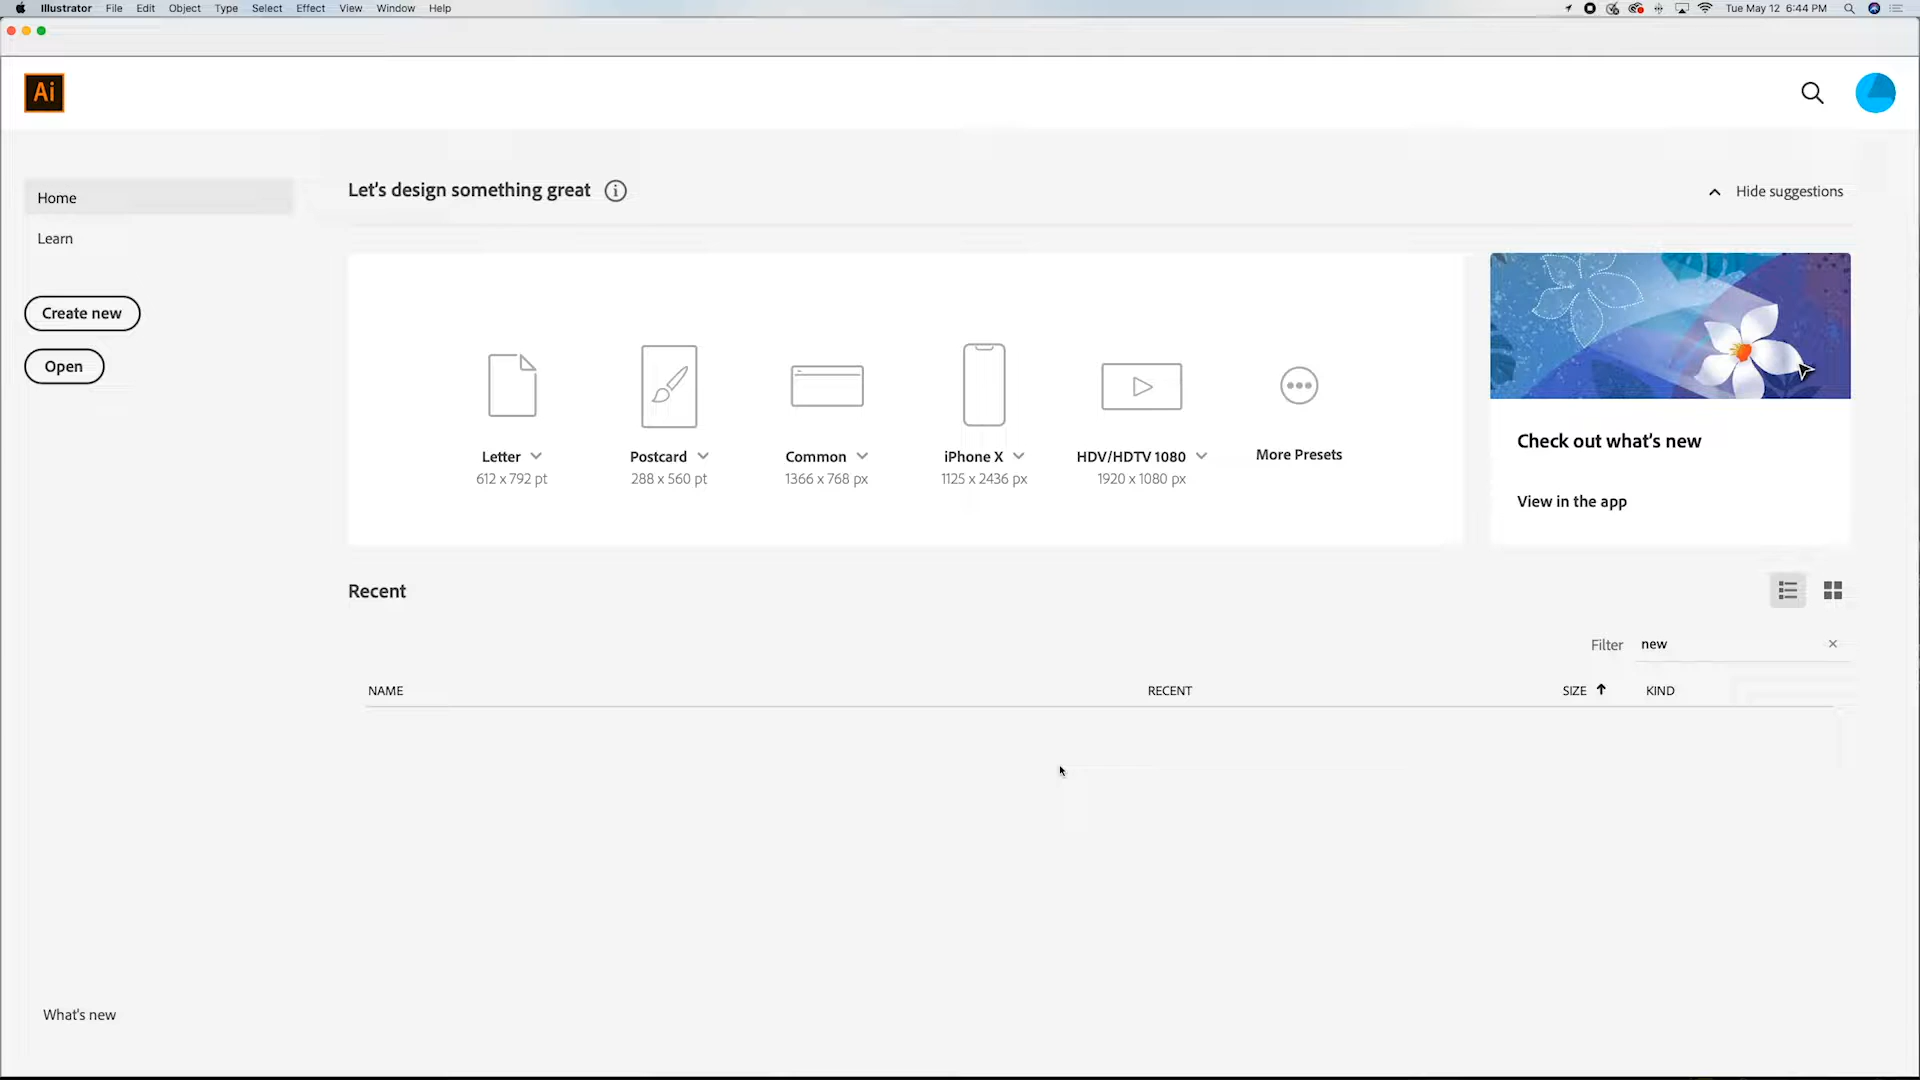 Illustrator File Edit Object Type Select Effect View Window Help
Tue May 12 6:44 PM
Ai
Home
Learn
Create new
Open
Let's design something great
Hide suggestions
Letter
612 x 792 pt
Postcard
288 x 560 pt
Common
1366 x 768 px
iPhone X
1125 x 2436 px
HDV/HDTV 1080
1920 x 1080 px
More Presets
Check out what's new
View in the app
Recent
Filter new
NAME RECENT SIZE KIND
What's new